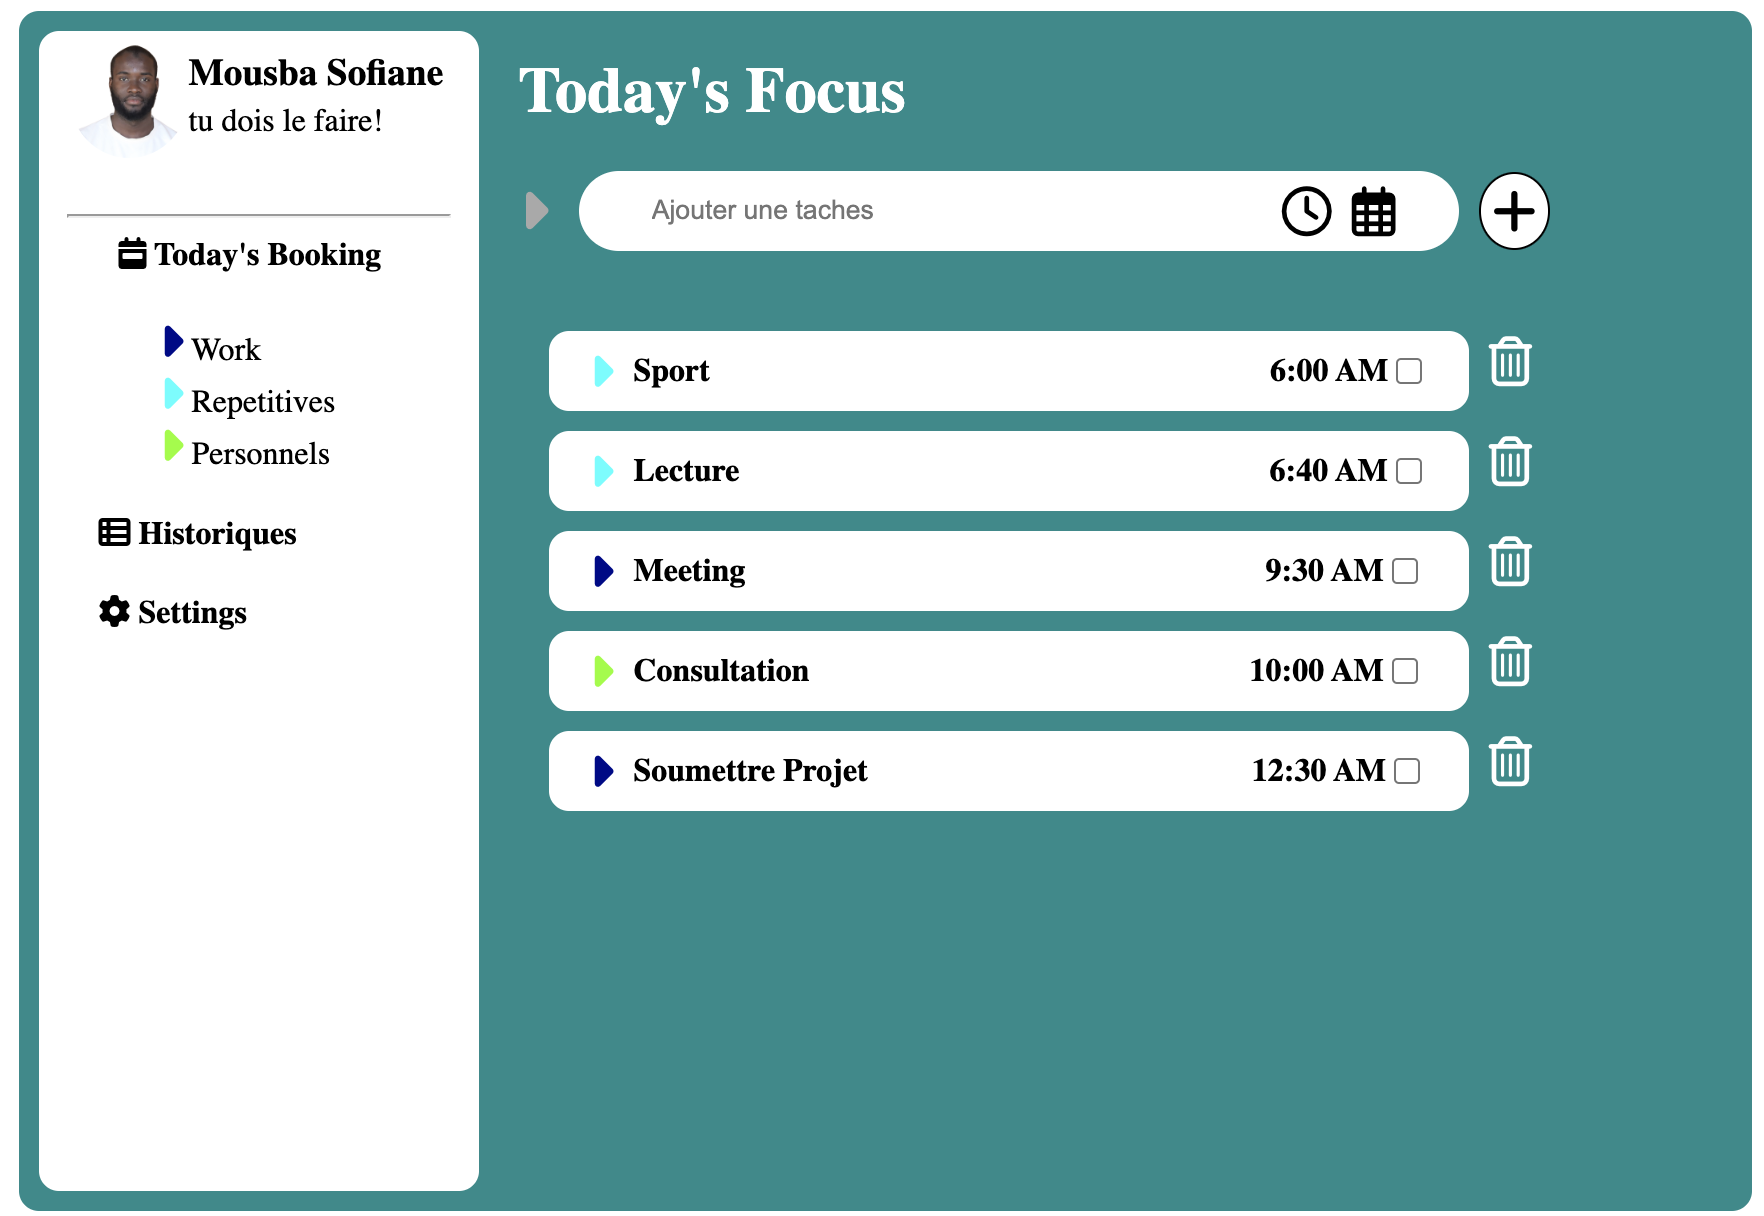 Mousba Sofiane
tu dois le faire!
Today's Booking
Work
Repetitives
Personnels
Historiques
Settings
Today's Focus
Ajouter une taches
Sport 6:00 AM
Lecture 6:40 AM
Meeting 9:30 AM
Consultation 10:00 AM
Soumettre Projet 12:30 AM